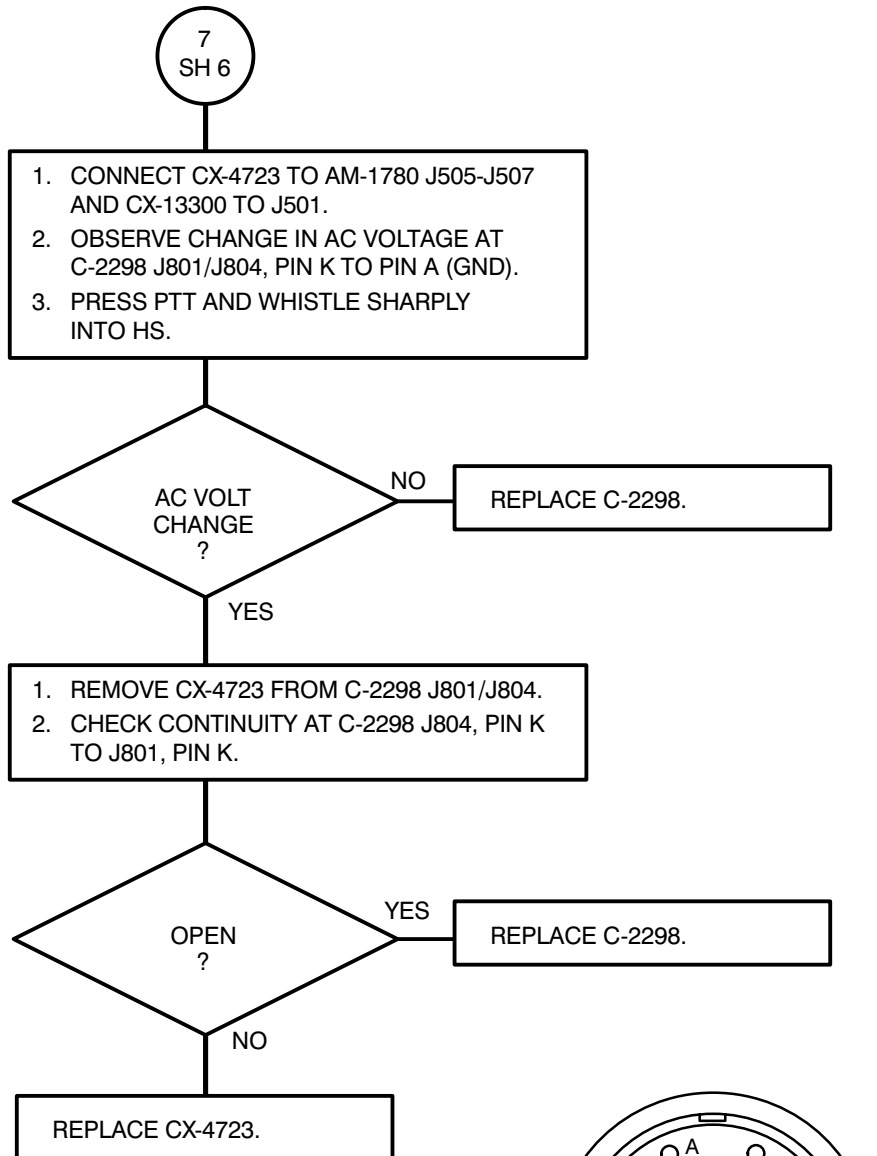 7
SH 6
1. CONNECT CX-4723 TO AM-1780 J505-J507
AND CX-13300 TO J501.
2. OBSERVE CHANGE IN AC VOLTAGE AT
C-2298 J801/J804, PIN K TO PIN A (GND).
3. PRESS PTT AND WHISTLE SHARPLY
INTO HS.
AC VOLT
CHANGE
?
NO
REPLACE C-2298.
YES
1. REMOVE CX-4723 FROM C-2298 J801/J804.
2. CHECK CONTINUITY AT C-2298 J804, PIN K
TO J801, PIN K.
OPEN
?
YES
REPLACE C-2298.
NO
REPLACE CX-4723.
A